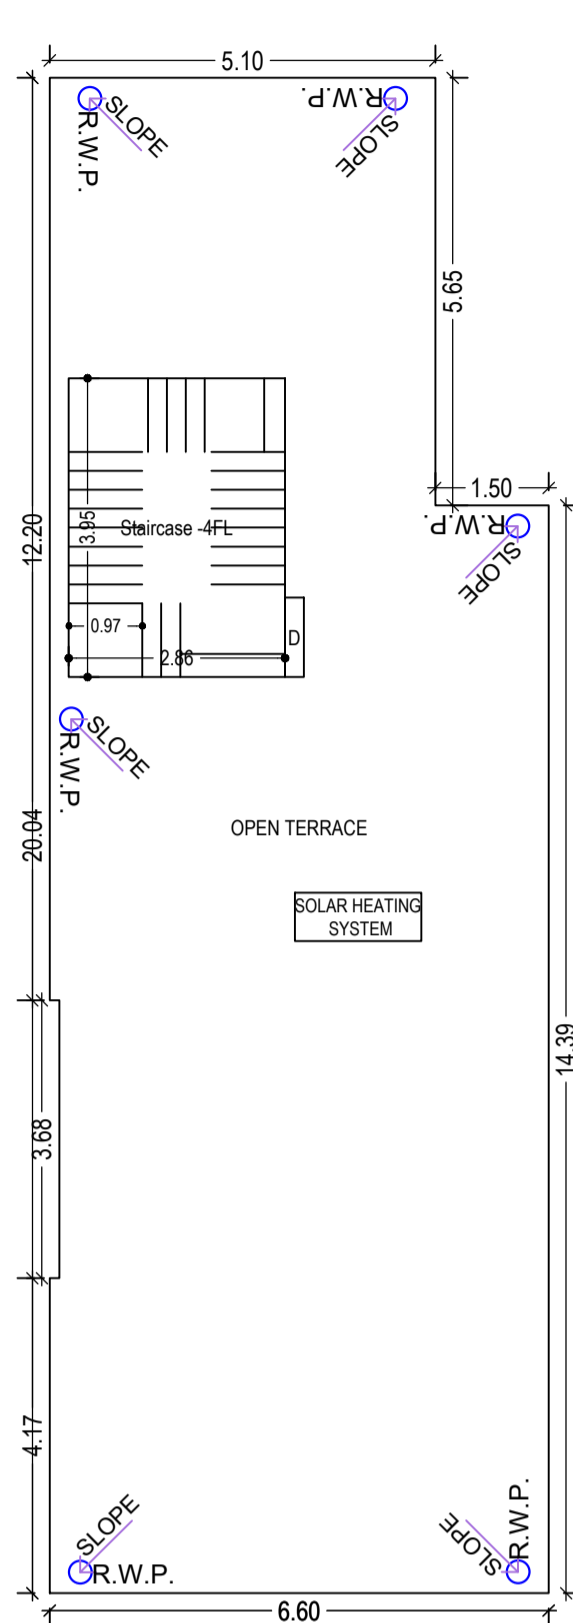 5.10
SLOPE
R.W.P.
R.W.P.
SLOPE
5.65
1.50
R.W.P.
SLOPE
12.20
3.95
Staircase -4FL
0.97
2.86
D
SLOPE
R.W.P.
20.04
OPEN TERRACE
SOLAR HEATING
SYSTEM
14.39
3.68
4.17
SLOPE
R.W.P.
SLOPE
R.W.P.
6.60